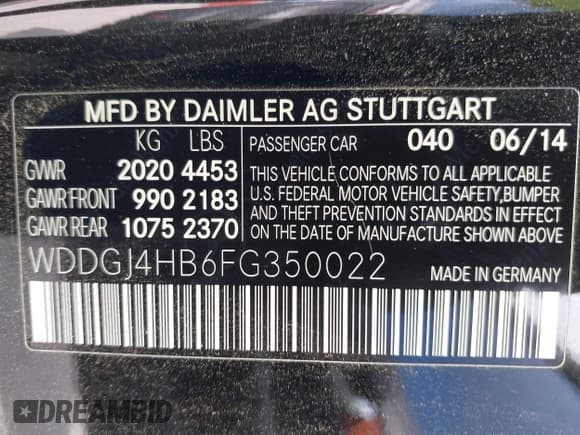 MFD BY DAIMLER AG STUTTGART
KG LBS PASSENGER CAR 040 06/14
GVWR 2020 4453
GAWR FRONT 990 2183
GAWR REAR 1075 2370
THIS VEHICLE CONFORMS TO ALL APPLICABLE
U.S. FEDERAL MOTOR VEHICLE SAFETY,BUMPER
AND THEFT PREVENTION STANDARDS IN EFFECT
ON DATE OF MANUFACTURE SHOWN ABOVE.
WDDGJ4HB6FG350022 MADE IN GERMANY
DREAMBID